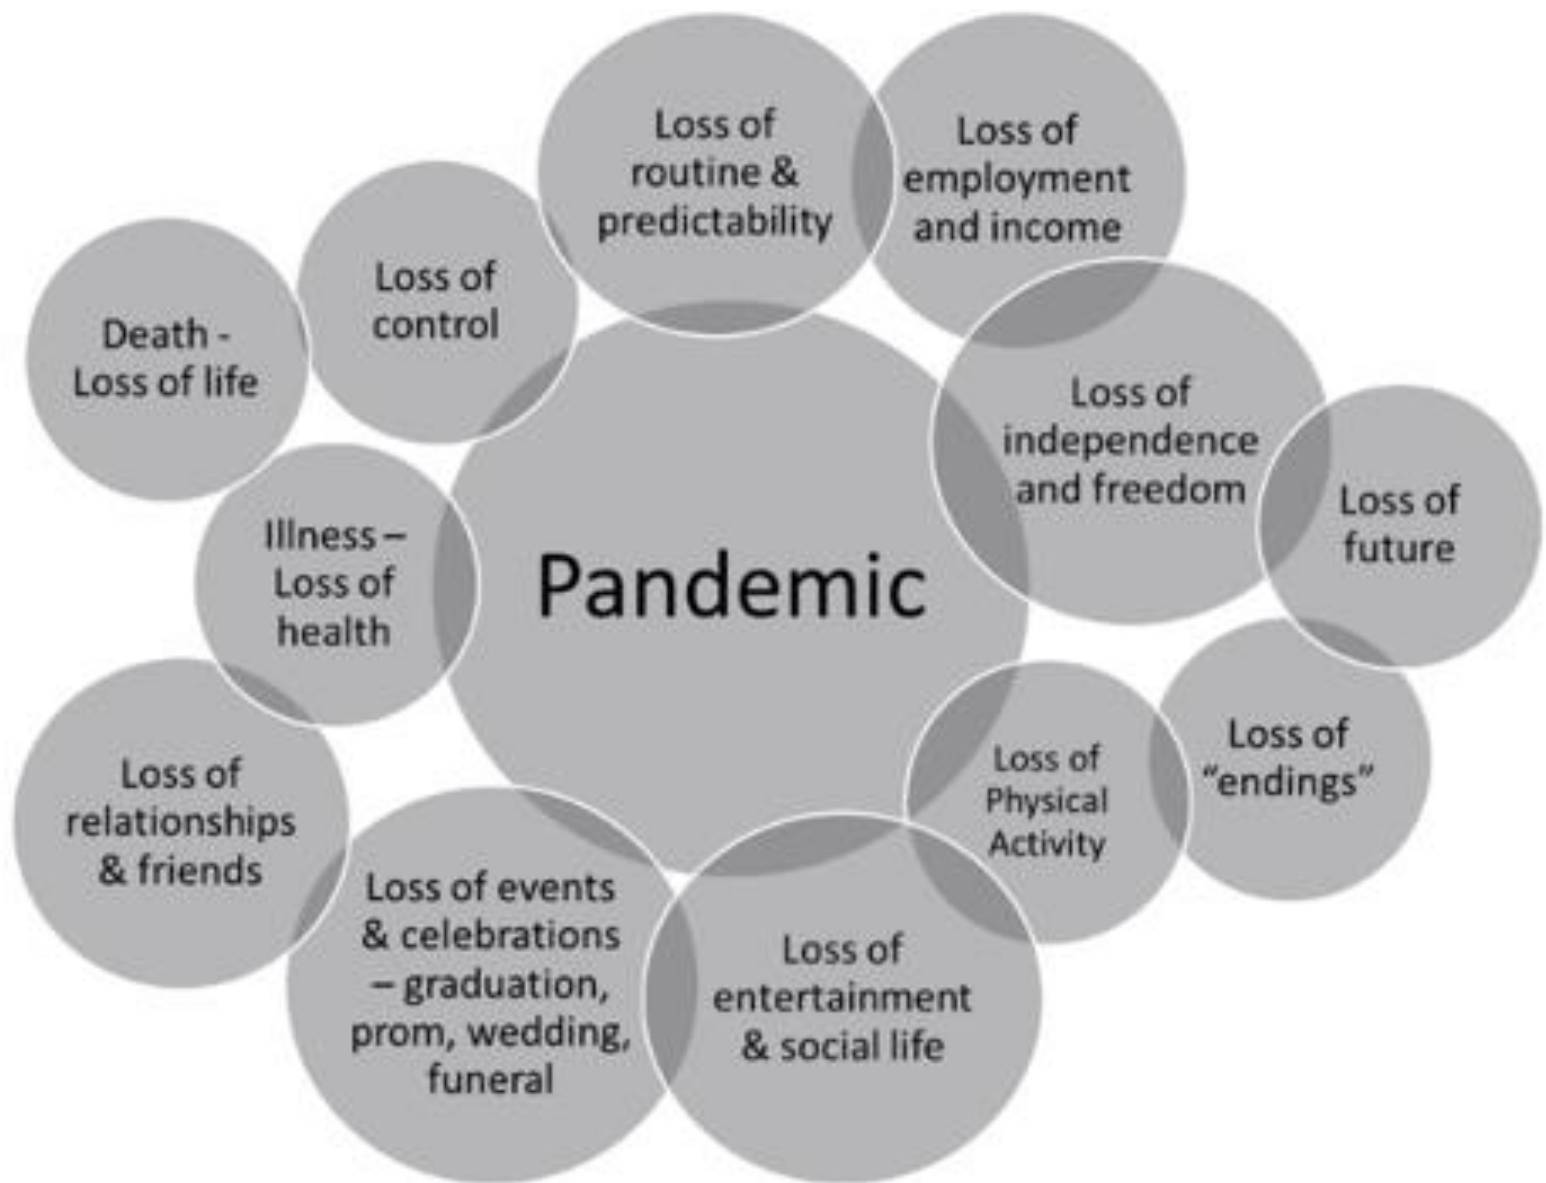 Loss of
routine &
predictability
Loss of
employment
and income
Loss of
control
Death -
Loss of life
Loss of
independence
and freedom
Loss of
future
Illness –
Loss of
health
Pandemic
Loss of
"endings"
Loss of
Physical
Activity
Loss of
relationships
& friends
Loss of events
& celebrations
– graduation,
prom, wedding,
funeral
Loss of
entertainment
& social life